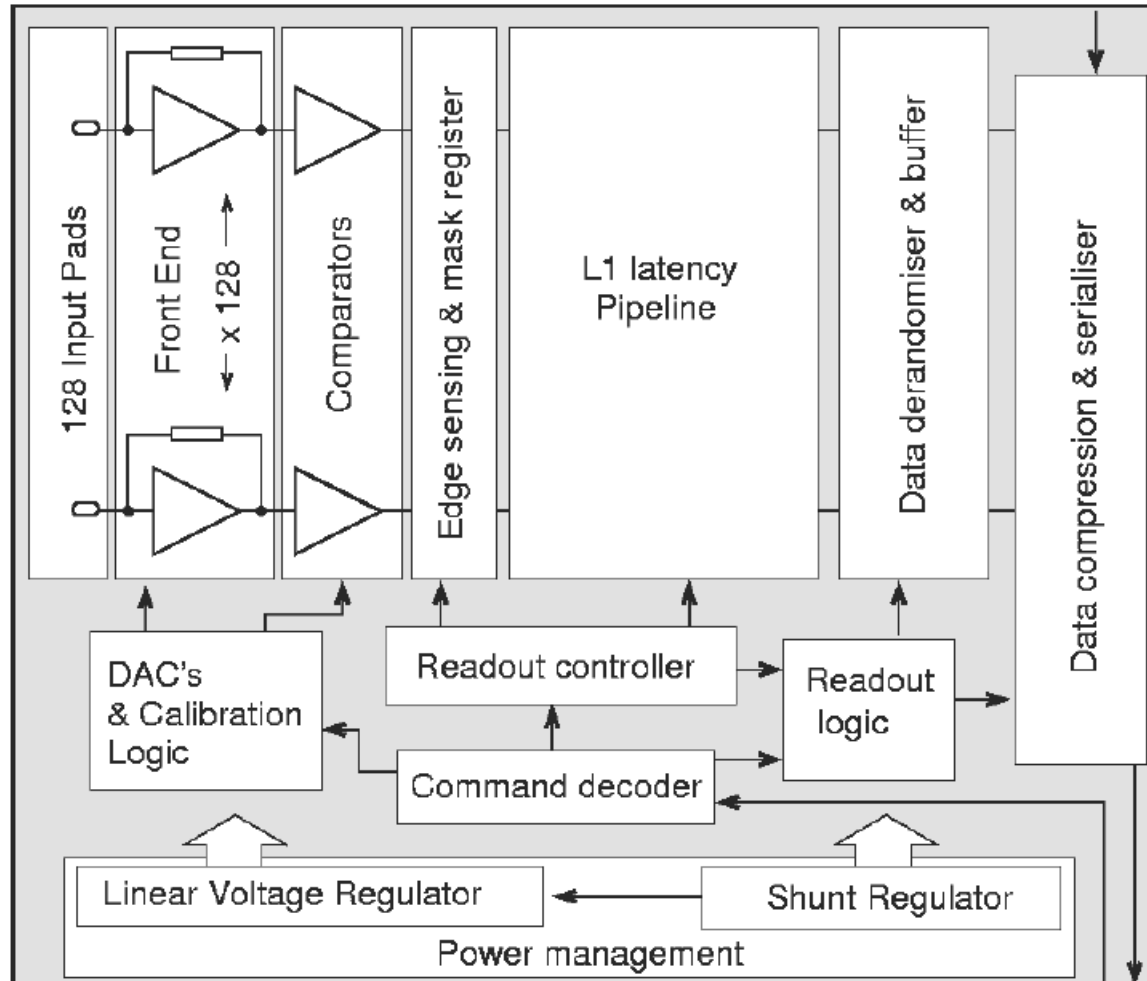 128 Input Pads
Front End
x 128
Comparators
Edge sensing & mask register
L1 latency
Pipeline
Data derandomiser & buffer
Data compression & serialiser
DAC's
& Calibration
Logic
Readout controller
Readout
logic
Command decoder
Linear Voltage Regulator
Shunt Regulator
Power management